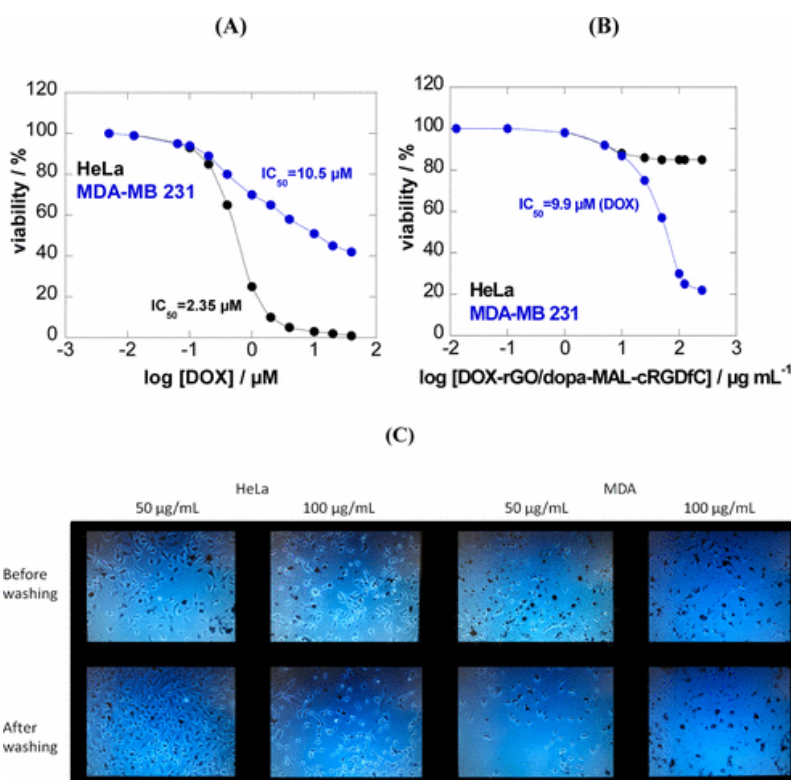 (A)
120
100
80
60
40
20
0
-3
-2
-1
0
1
2
viability / %
log [DOX] / µM
HeLa
MDA-MB 231
IC50=10.5 µM
IC50=2.35 µM
(B)
120
100
80
60
40
20
0
-2
-1
0
1
2
3
viability / %
log [DOX-rGO/dopa-MAL-cRGDfC] / µg mL-1
IC50=9.9 µM (DOX)
HeLa
MDA-MB 231
(C)
HeLa
MDA
50 µg/mL
100 µg/mL
50 µg/mL
100 µg/mL
Before
washing
After
washing